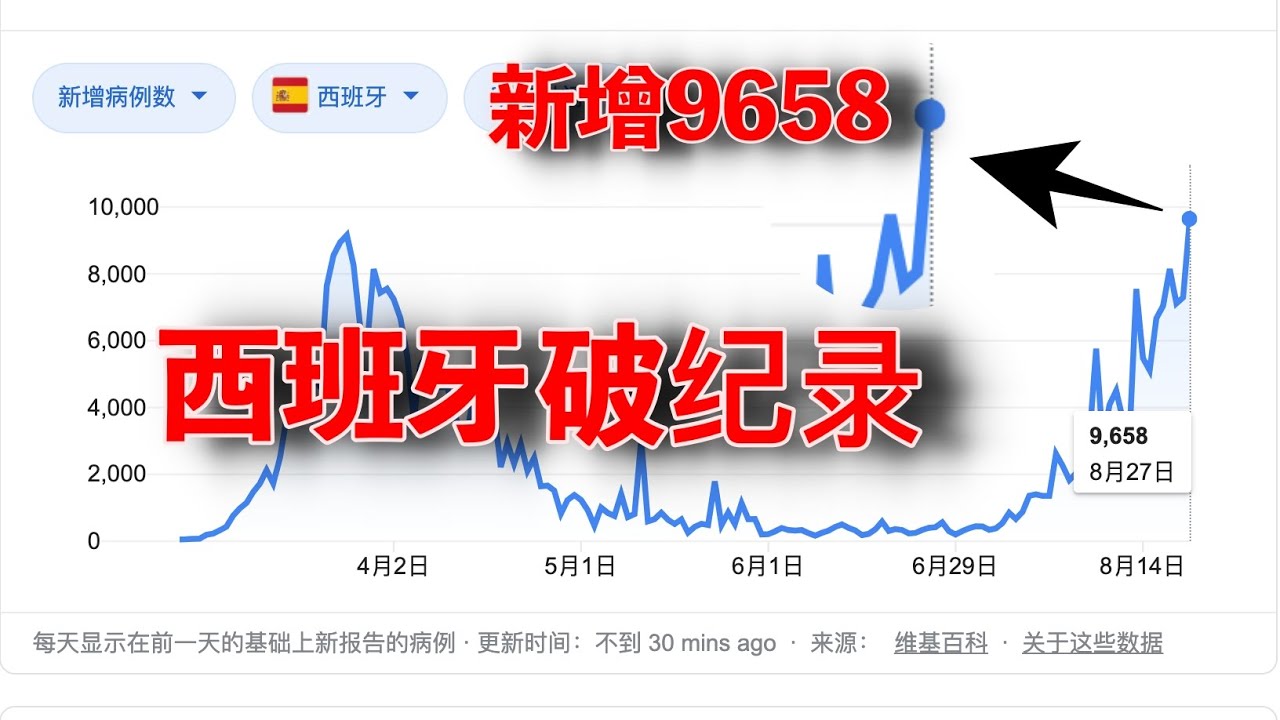 新增病例数
西班牙
新增9658
10,000
8,000
6,000
西班牙破纪录
4,000
9,658
2,000
8月27日
0
4月2日 5月1日 6月1日 6月29日 8月14日
每天显示在前一天的基础上新报告的病例 · 更新时间：不到 30 mins ago · 来源： 维基百科 · 关于这些数据